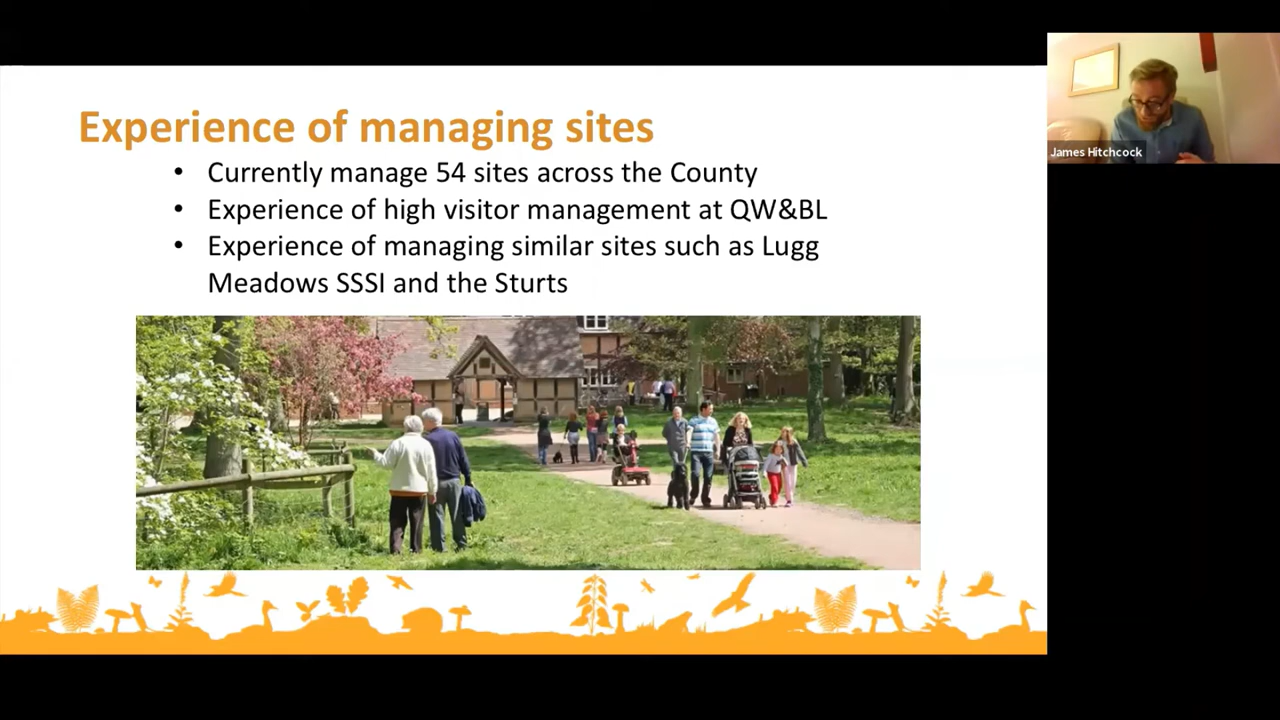 Experience of managing sites
• Currently manage 54 sites across the County
• Experience of high visitor management at QW&BL
• Experience of managing similar sites such as Lugg
Meadows SSSI and the Sturts
James Hitchcock